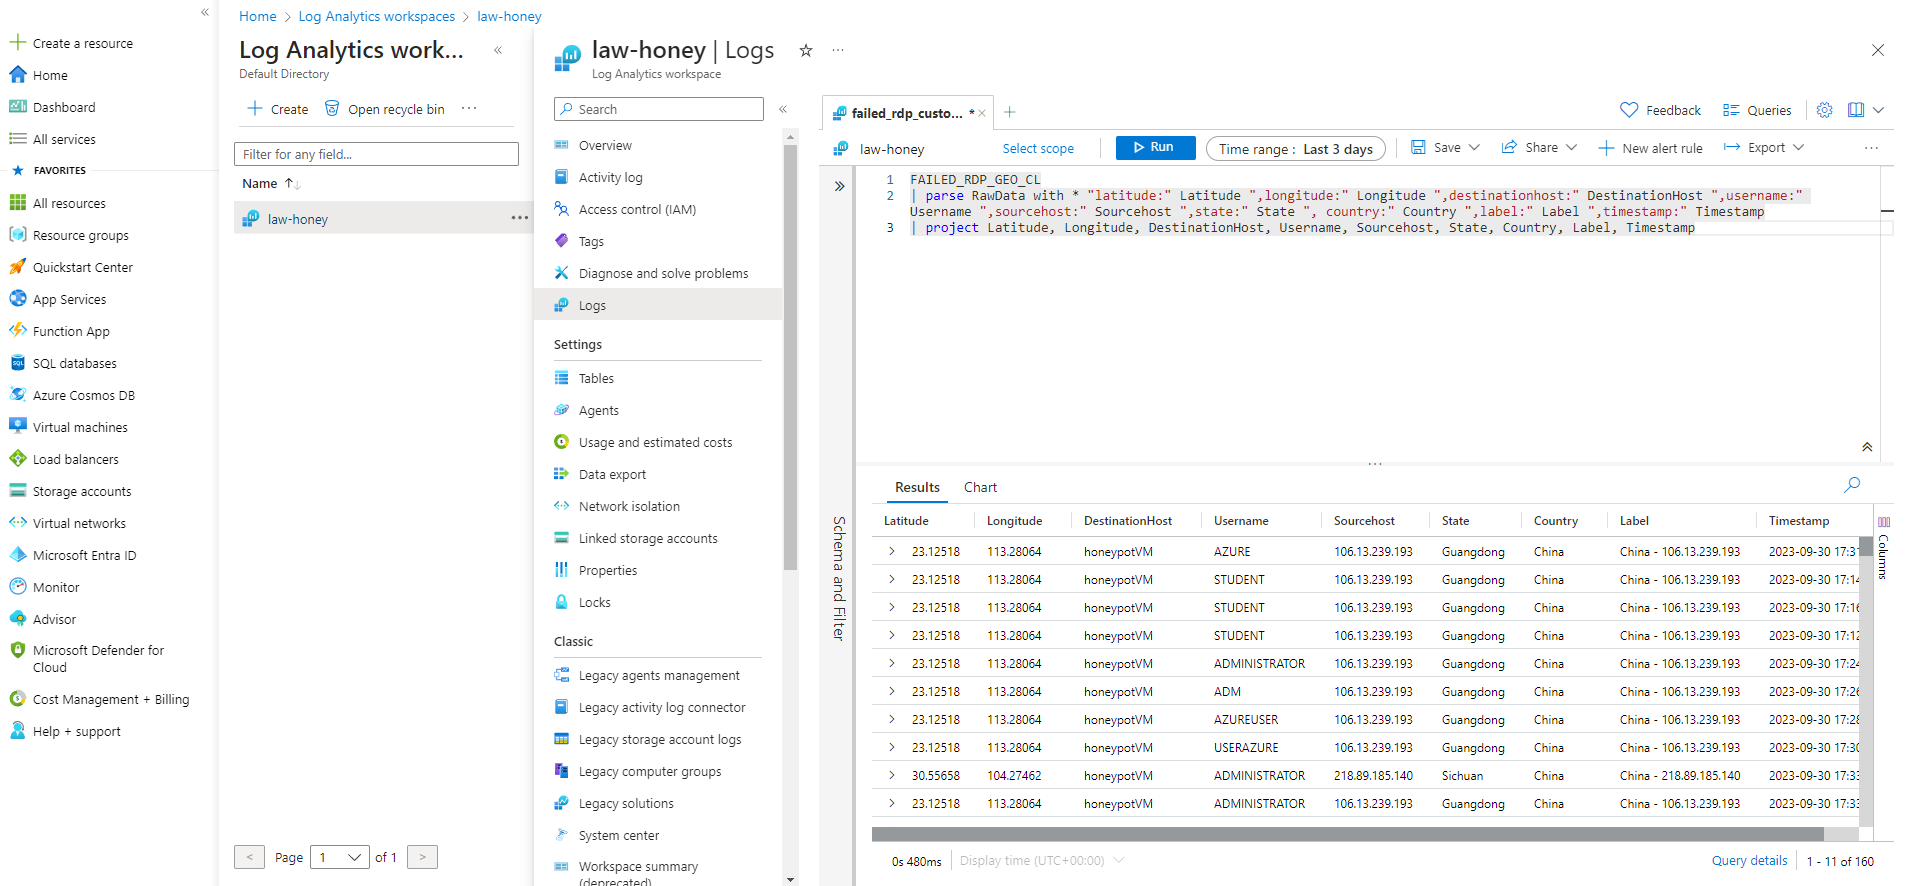 Create a resource
Home
Dashboard
All services
FAVORITES
All resources
Resource groups
Quickstart Center
App Services
Function App
SQL databases
Azure Cosmos DB
Virtual machines
Load balancers
Storage accounts
Virtual networks
Microsoft Entra ID
Monitor
Advisor
Microsoft Defender for
Cloud
Cost Management + Billing
Help + support
Home > Log Analytics workspaces > law-honey
Log Analytics work...
Default Directory
Create Open recycle bin ...
Filter for any field...
Name ↑↓
law-honey ...
< Page 1 of 1 >
law-honey | Logs
Log Analytics workspace
Search
Overview
Activity log
Access control (IAM)
Tags
Diagnose and solve problems
Logs
Settings
Tables
Agents
Usage and estimated costs
Data export
Network isolation
Linked storage accounts
Properties
Locks
Classic
Legacy agents management
Legacy activity log connector
Legacy storage account logs
Legacy computer groups
Legacy solutions
System center
Workspace summary
(deprecated)
failed_rdp_custo... *
Feedback Queries
law-honey Select scope Run Time range : Last 3 days Save Share New alert rule Export ...
1 FAILED_RDP_GEO_CL
2 | parse RawData with * "latitude:" Latitude ",longitude:" Longitude ",destinationhost:" DestinationHost ",username:"
Username ",sourcehost:" Sourcehost ",state:" State ", country:" Country ",label:" Label ",timestamp:" Timestamp
3 | project Latitude, Longitude, DestinationHost, Username, Sourcehost, State, Country, Label, Timestamp
Schema and Filter
Results Chart
Latitude Longitude DestinationHost Username Sourcehost State Country Label Timestamp
23.12518 113.28064 honeypotVM AZURE 106.13.239.193 Guangdong China China - 106.13.239.193 2023-09-30 17:31
23.12518 113.28064 honeypotVM STUDENT 106.13.239.193 Guangdong China China - 106.13.239.193 2023-09-30 17:14
23.12518 113.28064 honeypotVM STUDENT 106.13.239.193 Guangdong China China - 106.13.239.193 2023-09-30 17:16
23.12518 113.28064 honeypotVM STUDENT 106.13.239.193 Guangdong China China - 106.13.239.193 2023-09-30 17:12
23.12518 113.28064 honeypotVM ADMINISTRATOR 106.13.239.193 Guangdong China China - 106.13.239.193 2023-09-30 17:24
23.12518 113.28064 honeypotVM ADM 106.13.239.193 Guangdong China China - 106.13.239.193 2023-09-30 17:26
23.12518 113.28064 honeypotVM AZUREUSER 106.13.239.193 Guangdong China China - 106.13.239.193 2023-09-30 17:28
23.12518 113.28064 honeypotVM USERAZURE 106.13.239.193 Guangdong China China - 106.13.239.193 2023-09-30 17:30
30.55658 104.27462 honeypotVM ADMINISTRATOR 218.89.185.140 Sichuan China China - 218.89.185.140 2023-09-30 17:33
23.12518 113.28064 honeypotVM ADMINISTRATOR 106.13.239.193 Guangdong China China - 106.13.239.193 2023-09-30 17:33
Columns
0s 480ms Display time (UTC+00:00) Query details 1 - 11 of 160